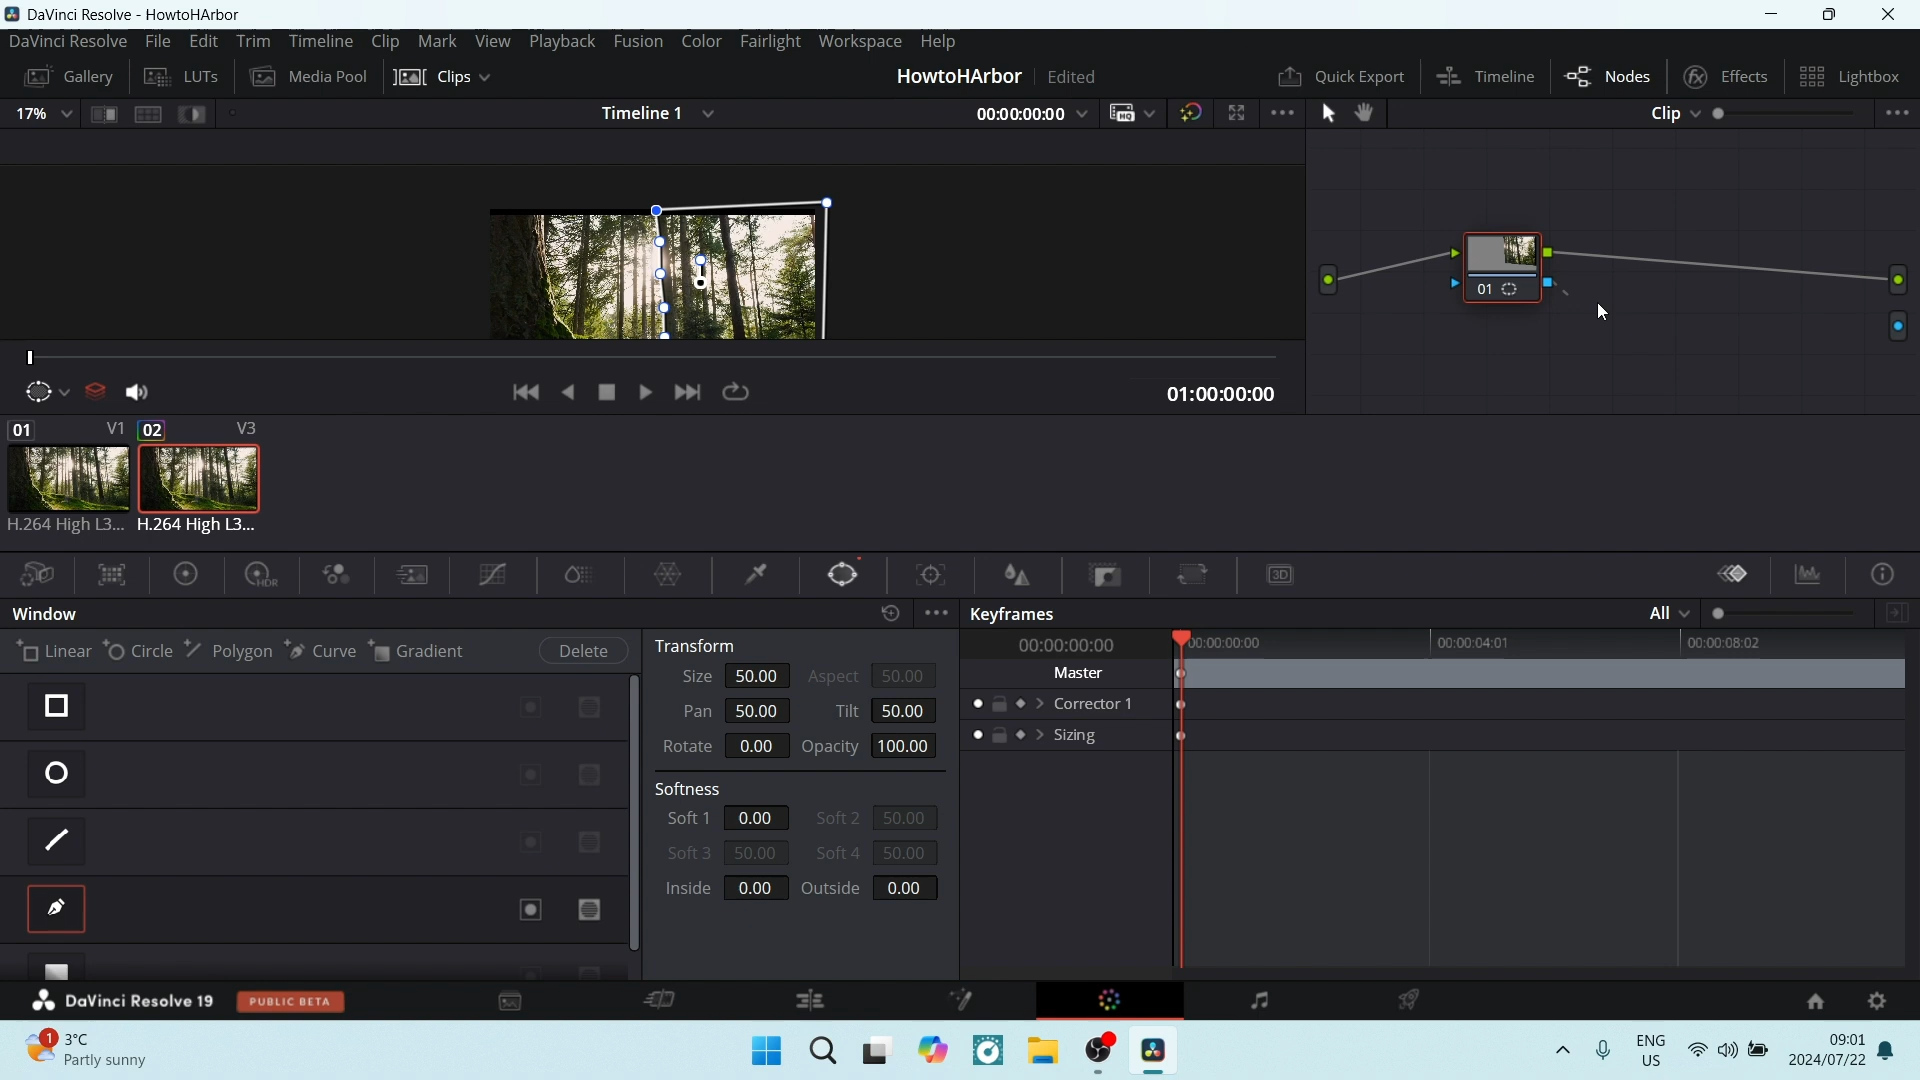 DaVinci Resolve - HowtoHArbor
DaVinci Resolve File Edit Trim Timeline Clip Mark View Playback Fusion Color Fairlight Workspace Help
Gallery LUTs Media Pool Clips HowtoHArbor Edited Quick Export Timeline Nodes Effects Lightbox
17% Timeline 1 00:00:00:00 HQ Clip
01
01:00:00:00
01 V1 02 V3
H.264 High L3... H.264 High L3...
HDR 3D
Window Keyframes All
Linear Circle Polygon Curve Gradient Delete
Transform
Size 50.00 Aspect 50.00
Pan 50.00 Tilt 50.00
Rotate 0.00 Opacity 100.00
Softness
Soft 1 0.00 Soft 2 50.00
Soft 3 50.00 Soft 4 50.00
Inside 0.00 Outside 0.00
00:00:00:00 00:00:00:00 00:00:04:01 00:00:08:02
Master
Corrector 1
Sizing
DaVinci Resolve 19 PUBLIC BETA
1 3°C
Partly sunny
ENG
US
09:01
2024/07/22